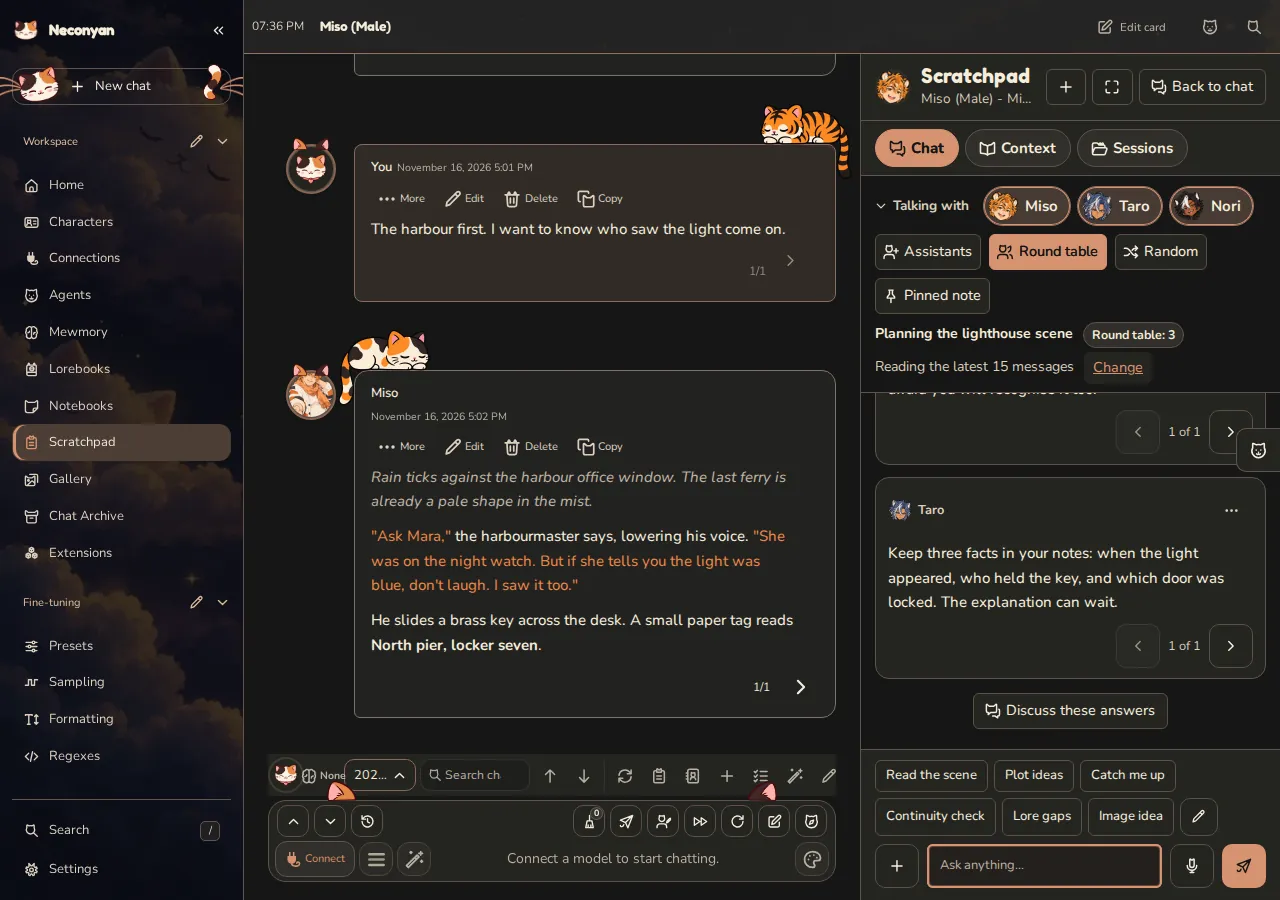 Neconyan
New chat
Workspace
Home
Characters
Connections
Agents
Mewmory
Lorebooks
Notebooks
Scratchpad
Gallery
Chat Archive
Extensions
Fine-tuning
Presets
Sampling
Formatting
Regexes
Search /
Settings
07:36 PM Miso (Male)
Edit card
You November 16, 2026 5:01 PM
More Edit Delete Copy
The harbour first. I want to know who saw the light come on.
1/1
Miso
November 16, 2026 5:02 PM
More Edit Delete Copy
Rain ticks against the harbour office window. The last ferry is
already a pale shape in the mist.
"Ask Mara," the harbourmaster says, lowering his voice. "She
was on the night watch. But if she tells you the light was
blue, don't laugh. I saw it too."
He slides a brass key across the desk. A small paper tag reads
North pier, locker seven.
1/1
None 202... Search ch
0
Connect Connect a model to start chatting.
Scratchpad
Miso (Male) - Mi...
Back to chat
Chat Context Sessions
Talking with Miso Taro Nori
Assistants Round table Random
Pinned note
Planning the lighthouse scene Round table: 3
Reading the latest 15 messages Change
1 of 1
Taro
Keep three facts in your notes: when the light
appeared, who held the key, and which door was
locked. The explanation can wait.
1 of 1
Discuss these answers
Read the scene Plot ideas Catch me up
Continuity check Lore gaps Image idea
Ask anything...